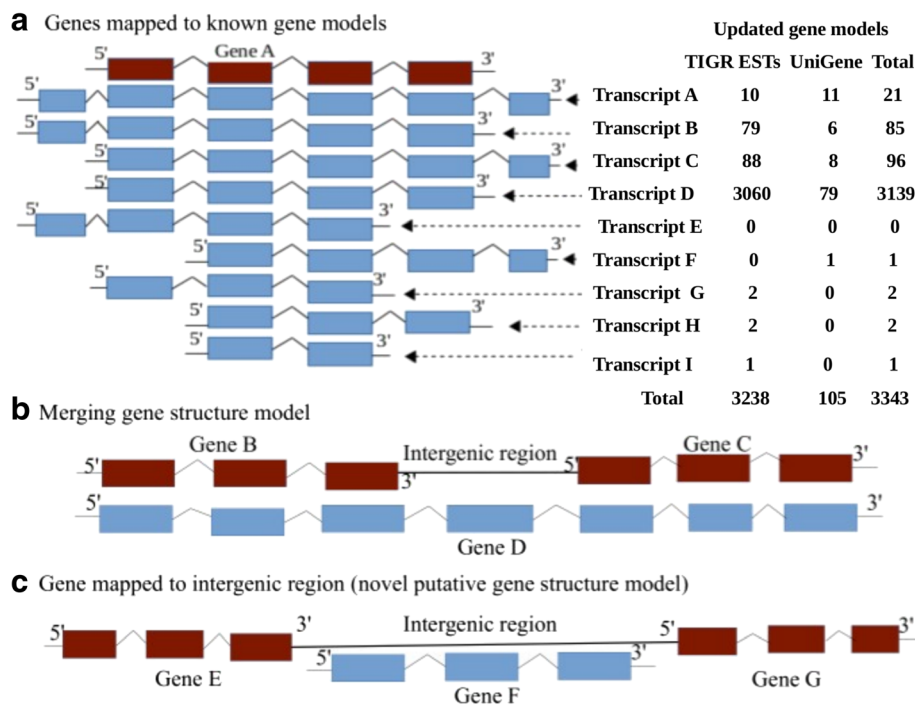 a Genes mapped to known gene models
Updated gene models
TIGR ESTs UniGene Total
5' Gene A 3'
5' 3' Transcript A 10 11 21
5' 3' Transcript B 79 6 85
5' 3' Transcript C 88 8 96
5' 3' Transcript D 3060 79 3139
5' 3' Transcript E 0 0 0
5' 3' Transcript F 0 1 1
5' 3' Transcript G 2 0 2
5' 3' Transcript H 2 0 2
5' 3' Transcript I 1 0 1
Total 3238 105 3343
b Merging gene structure model
Gene B Intergenic region Gene C
5' 3' 5' 3'
5' 3'
Gene D
c Gene mapped to intergenic region (novel putative gene structure model)
5' 3' Intergenic region 5' 3'
5' 3'
Gene E Gene F Gene G